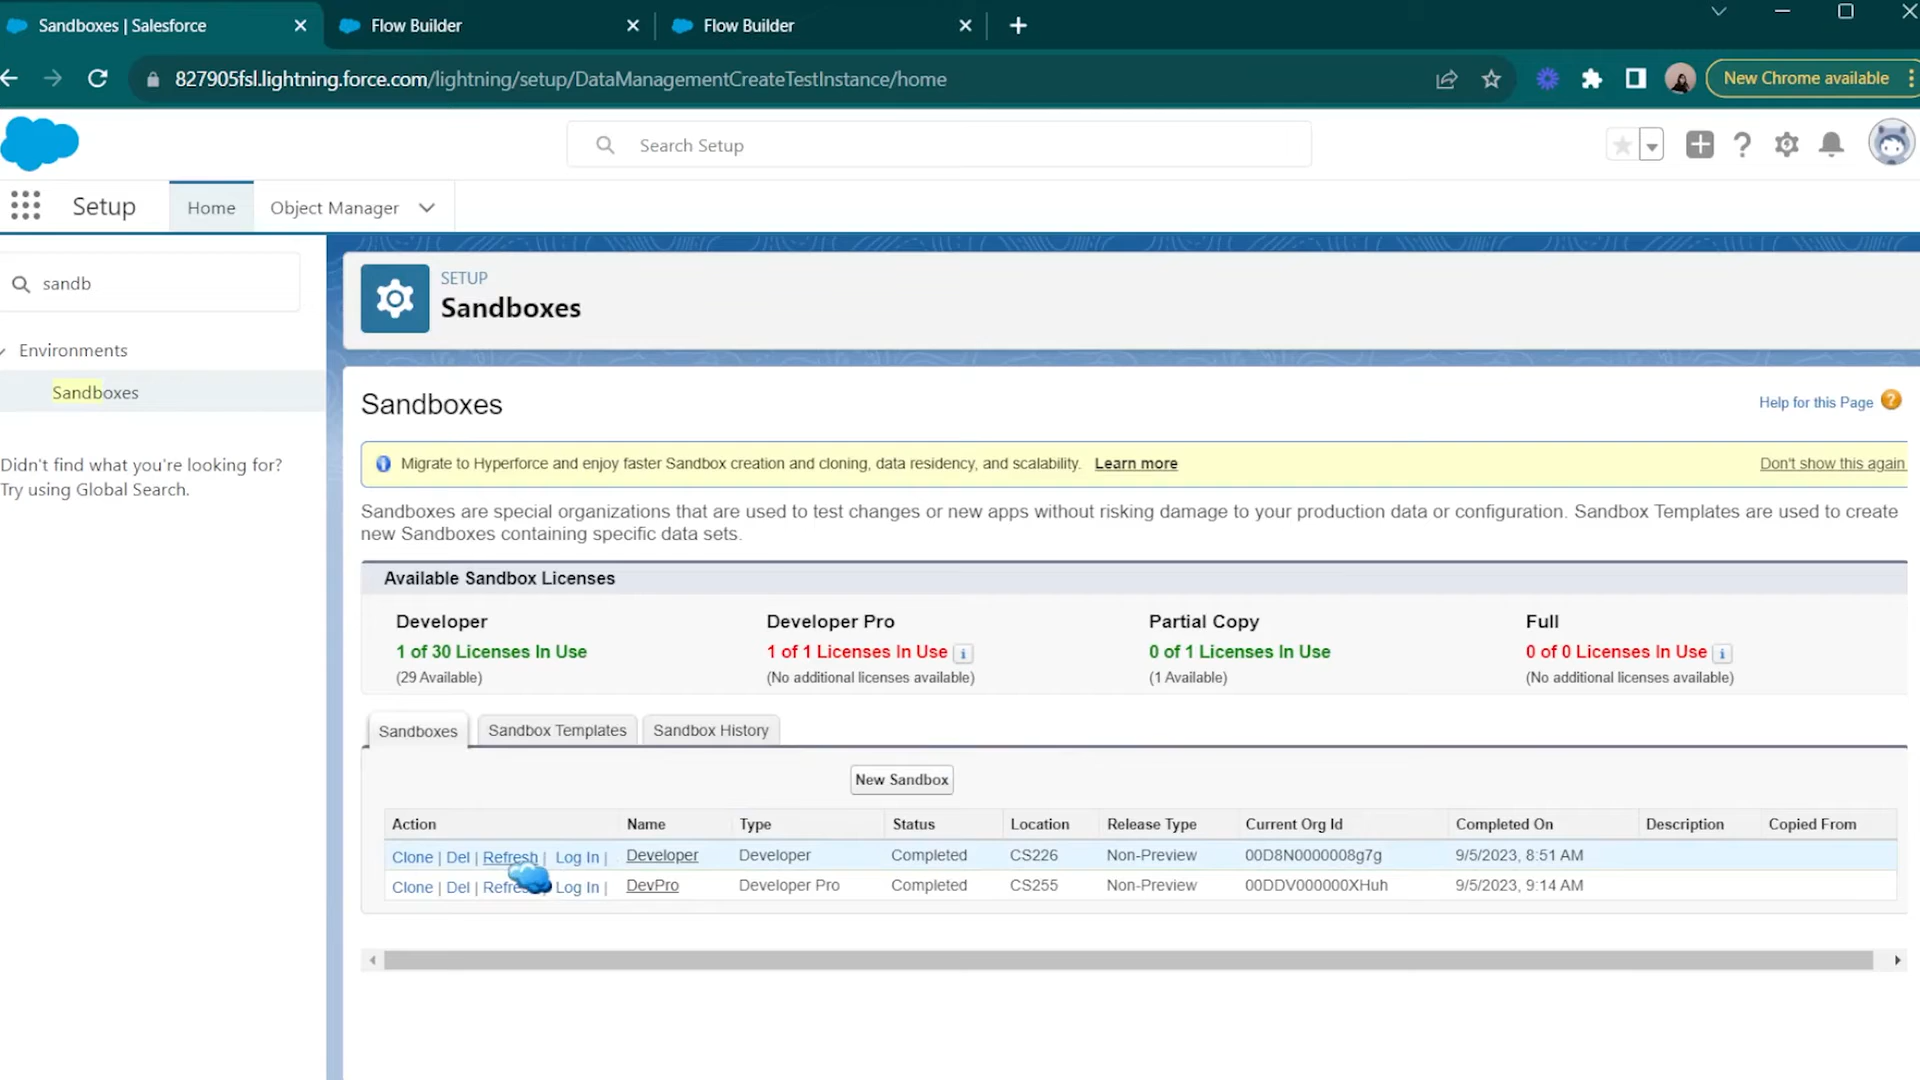 Sandboxes | Salesforce
Flow Builder
Flow Builder
827905fsl.lightning.force.com/lightning/setup/DataManagementCreateTestInstance/home
New Chrome available
Search Setup
Setup
Home
Object Manager
sandb
Environments
Sandboxes
Didn't find what you're looking for?
Try using Global Search.
SETUP
Sandboxes
Sandboxes
Help for this Page
Migrate to Hyperforce and enjoy faster Sandbox creation and cloning, data residency, and scalability. Learn more
Don't show this again
Sandboxes are special organizations that are used to test changes or new apps without risking damage to your production data or configuration. Sandbox Templates are used to create
new Sandboxes containing specific data sets.
Available Sandbox Licenses
Developer
1 of 30 Licenses In Use
(29 Available)
Developer Pro
1 of 1 Licenses In Use
(No additional licenses available)
Partial Copy
0 of 1 Licenses In Use
(1 Available)
Full
0 of 0 Licenses In Use
(No additional licenses available)
Sandboxes
Sandbox Templates
Sandbox History
New Sandbox
Action Name Type Status Location Release Type Current Org Id Completed On Description Copied From
Clone | Del | Refresh | Log In | Developer Developer Completed CS226 Non-Preview 00D8N0000008g7g 9/5/2023, 8:51 AM
Clone | Del | Refresh | Log In | DevPro Developer Pro Completed CS255 Non-Preview 00DDV000000XHuh 9/5/2023, 9:14 AM